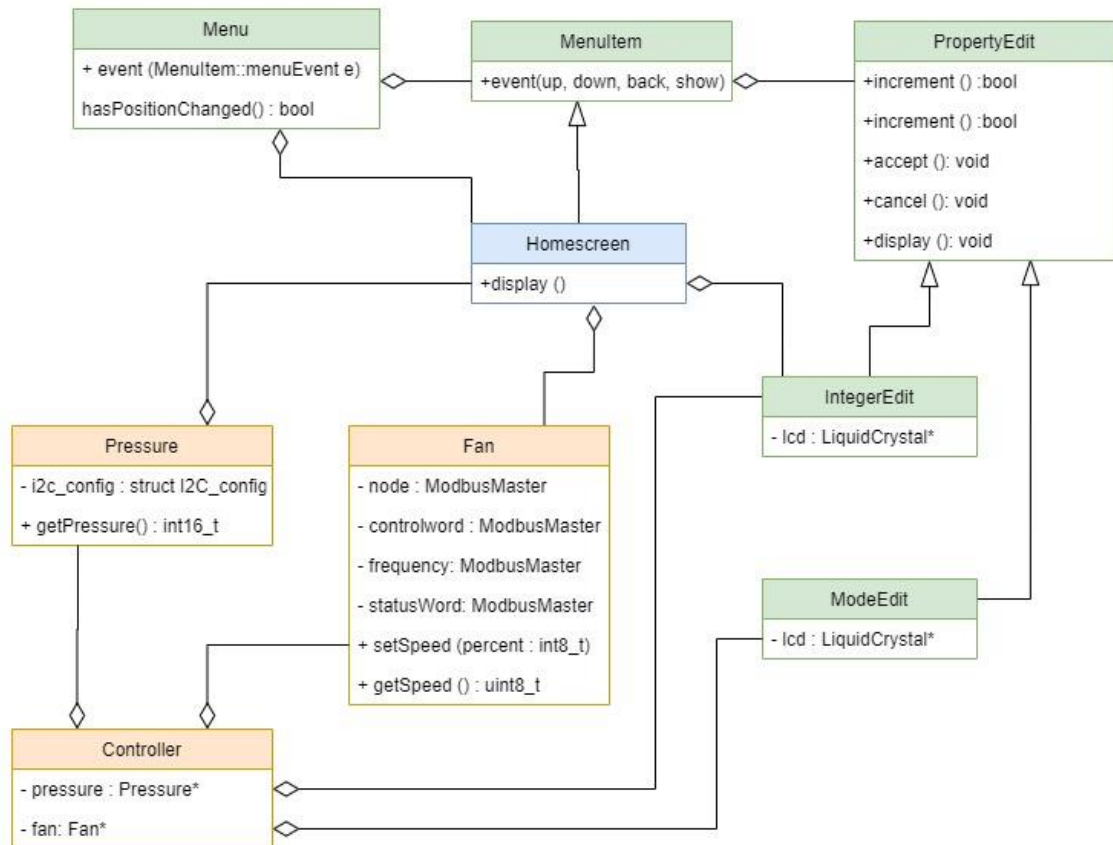 Menu
+ event (MenuItem::menuEvent e)
hasPositionChanged() : bool
MenuItem
+event(up, down, back, show)
PropertyEdit
+increment () :bool
+increment () :bool
+accept (): void
+cancel (): void
+display (): void
Homescreen
+display ()
IntegerEdit
- lcd : LiquidCrystal*
Pressure
- i2c_config : struct I2C_config
+ getPressure() : int16_t
Fan
- node : ModbusMaster
- controlword : ModbusMaster
- frequency: ModbusMaster
- statusWord: ModbusMaster
+ setSpeed (percent : int8_t)
+ getSpeed () : uint8_t
ModeEdit
- lcd : LiquidCrystal*
Controller
- pressure : Pressure*
- fan: Fan*